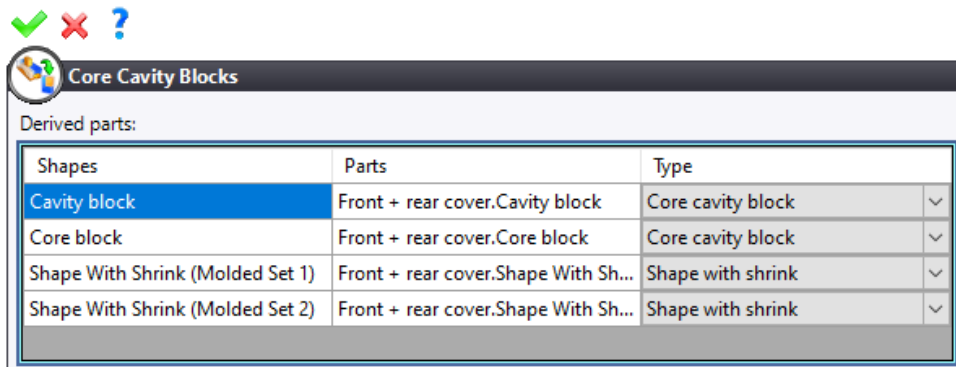 Core Cavity Blocks
Derived parts:
Shapes Parts Type
Cavity block Front + rear cover.Cavity block Core cavity block
Core block Front + rear cover.Core block Core cavity block
Shape With Shrink (Molded Set 1) Front + rear cover.Shape With Sh... Shape with shrink
Shape With Shrink (Molded Set 2) Front + rear cover.Shape With Sh... Shape with shrink